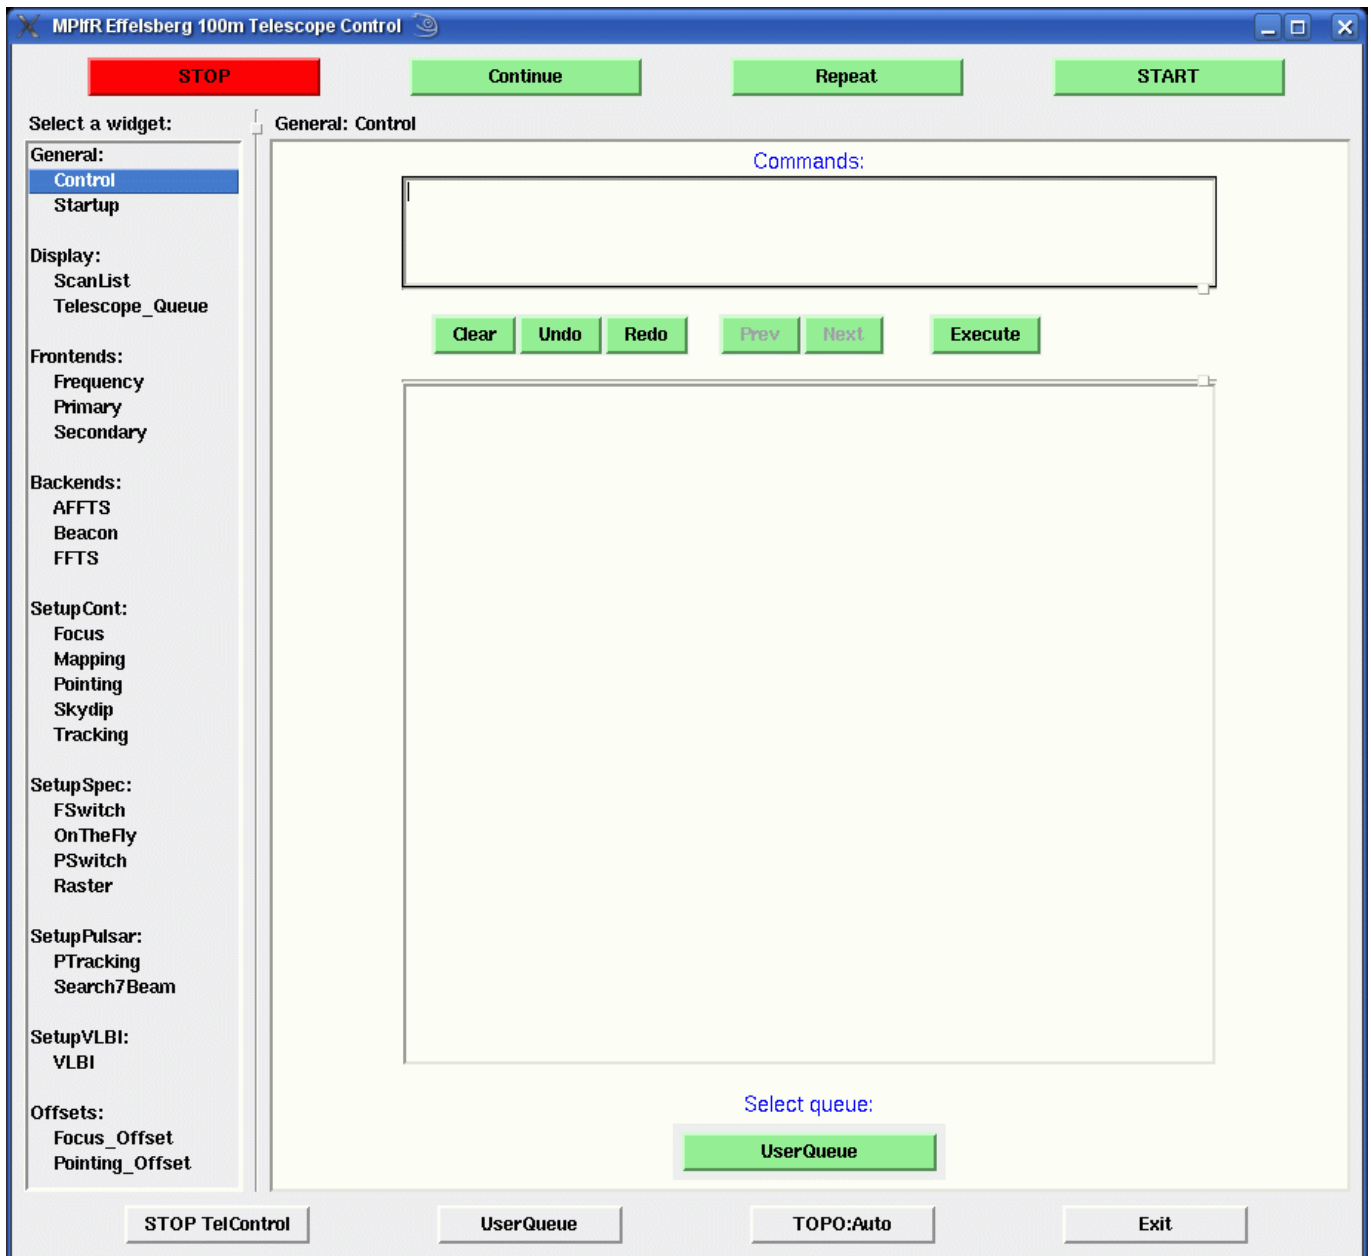 MPIfR Effelsberg 100m Telescope Control
STOP Continue Repeat START
Select a widget:
General:
Control
Startup
Display:
ScanList
Telescope_Queue
Frontends:
Frequency
Primary
Secondary
Backends:
AFFTS
Beacon
FFTS
SetupCont:
Focus
Mapping
Pointing
Skydip
Tracking
SetupSpec:
FSwitch
OnTheFly
PSwitch
Raster
SetupPulsar:
PTracking
Search7Beam
SetupVLBI:
VLBI
Offsets:
Focus_Offset
Pointing_Offset
General: Control
Commands:
Clear Undo Redo Prev Next Execute
Select queue:
UserQueue
STOP TelControl UserQueue TOPO:Auto Exit